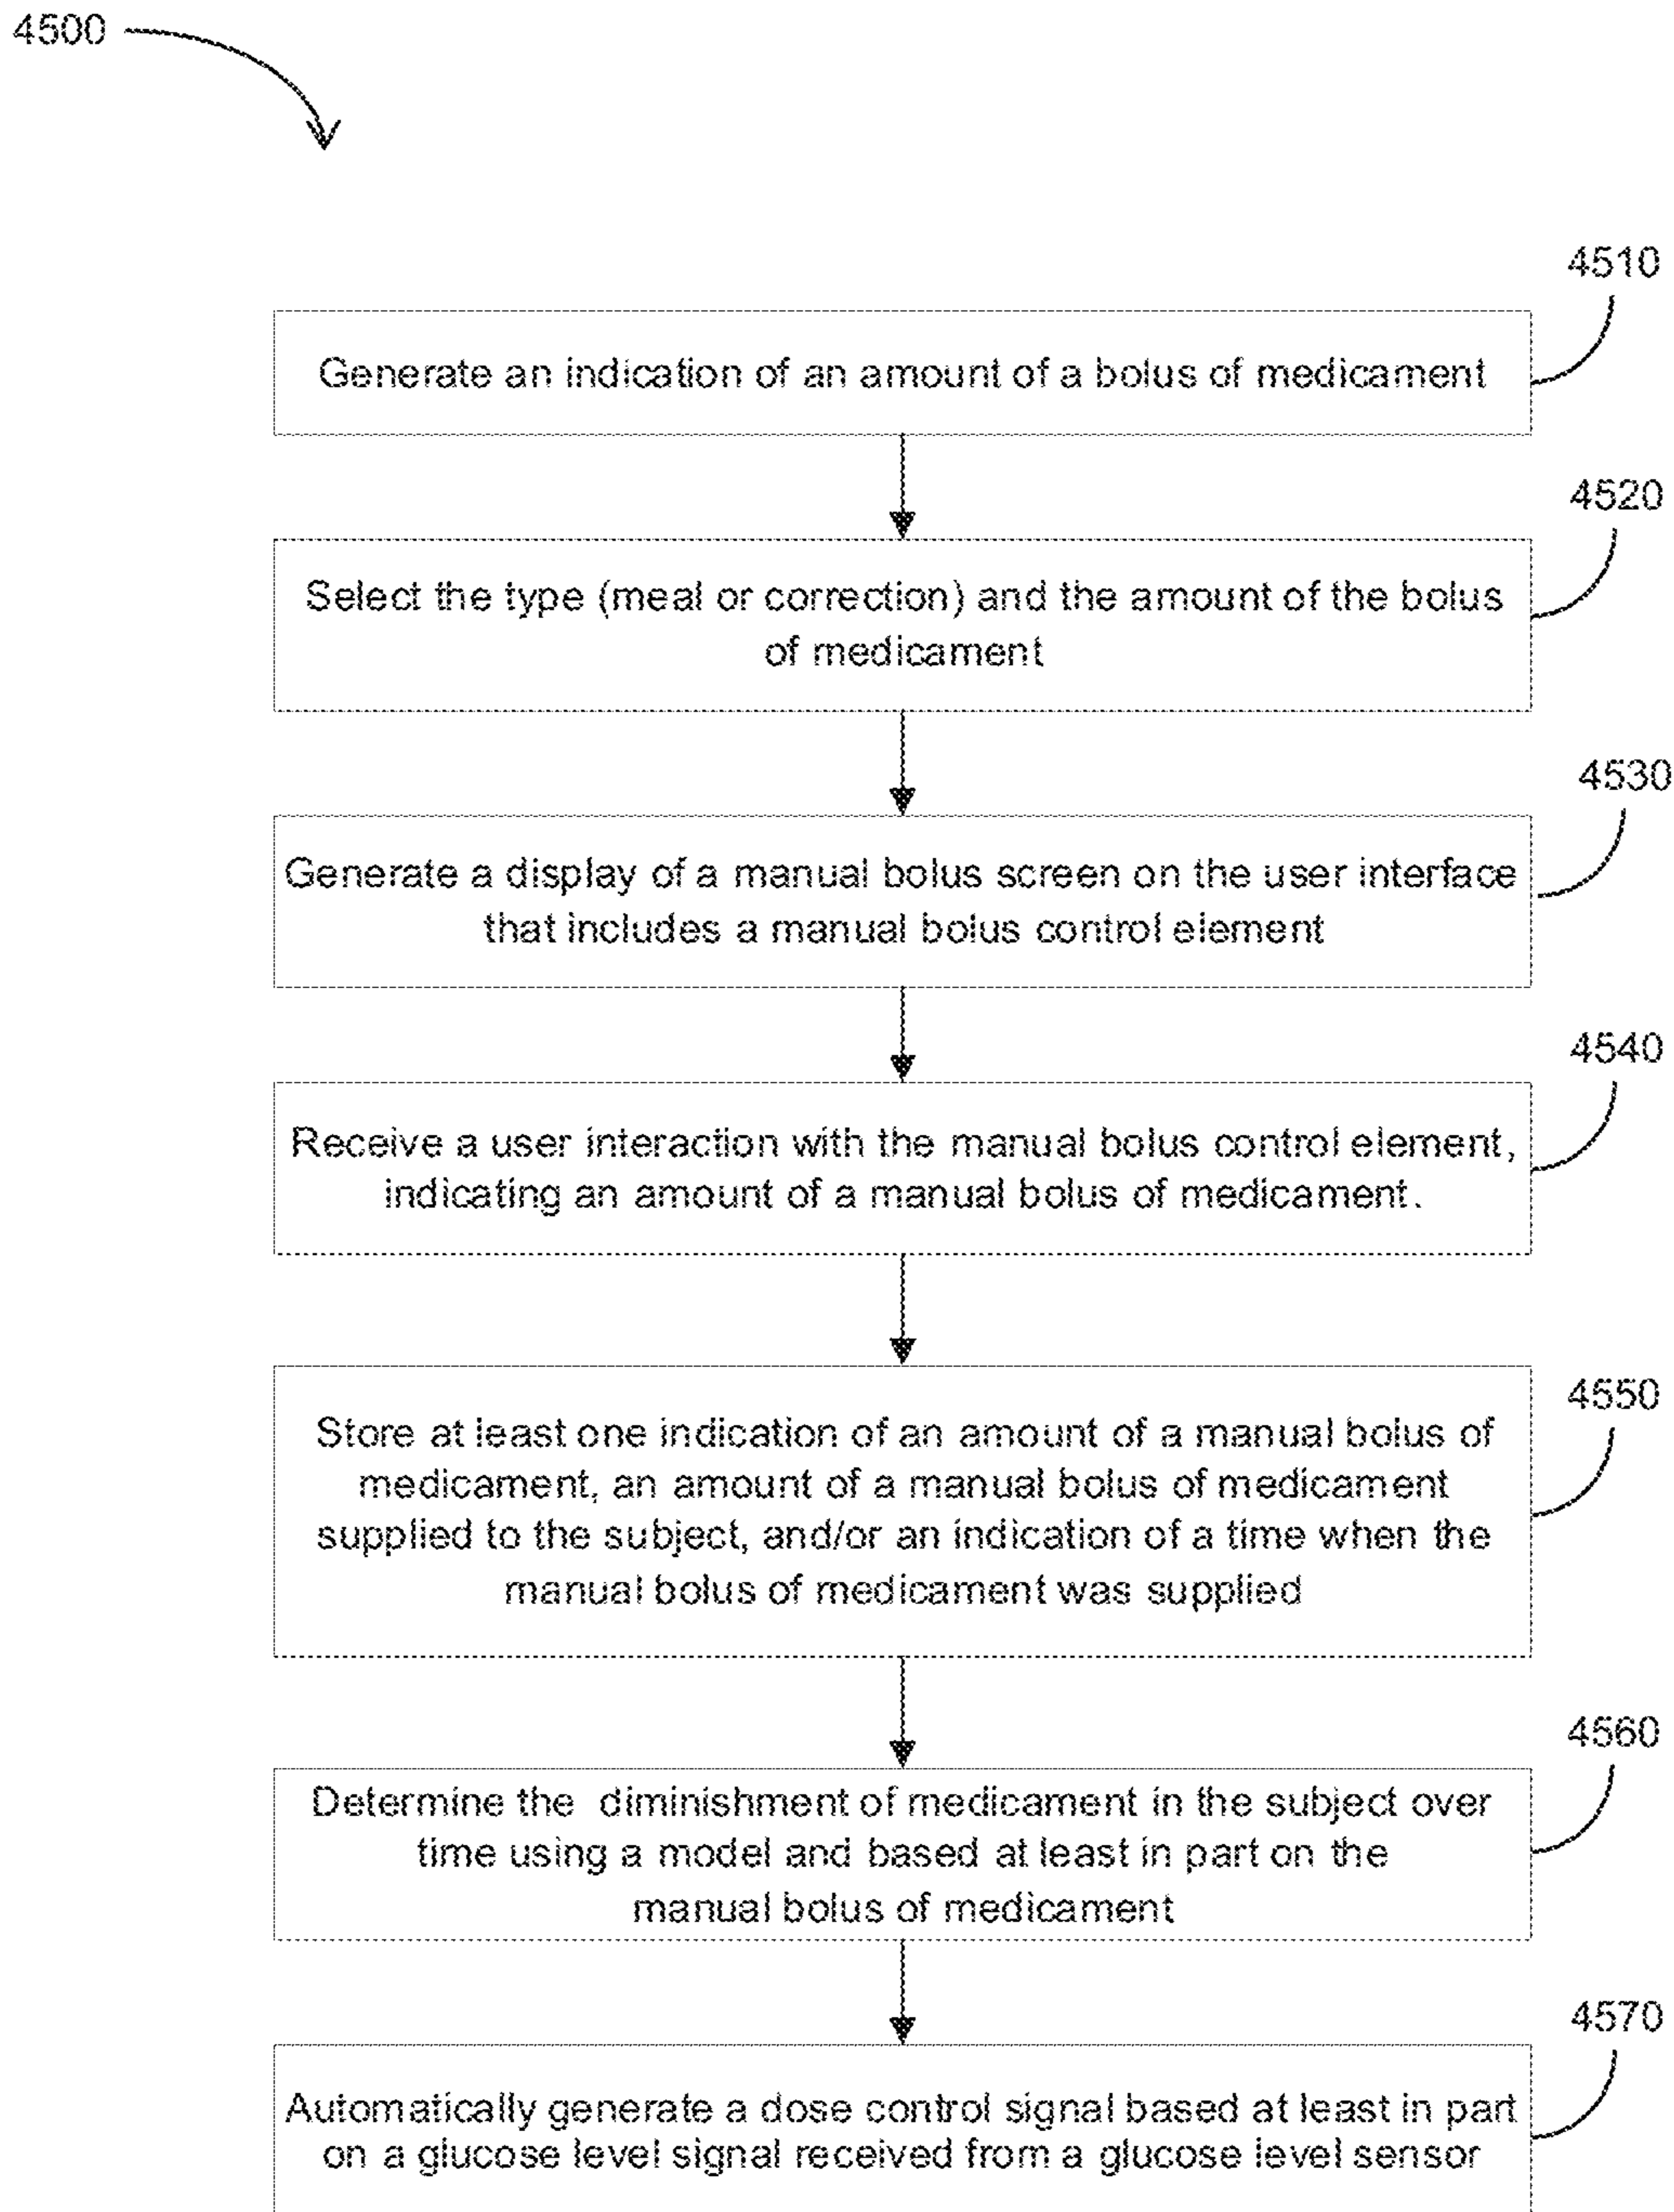 4500
4510
Generate an indication of an amount of a bolus of medicament
4520
Select the type (meal or correction) and the amount of the bolus
of medicament
4530
Generate a display of a manual bolus screen on the user interface
that includes a manual bolus control element
4540
Receive a user interaction with the manual bolus control element,
indicating an amount of a manual bolus of medicament.
4550
Store at least one indication of an amount of a manual bolus of
medicament, an amount of a manual bolus of medicament
supplied to the subject, and/or an indication of a time when the
manual bolus of medicament was supplied
4560
Determine the diminishment of medicament in the subject over
time using a model and based at least in part on the
manual bolus of medicament
4570
Automatically generate a dose control signal based at least in part
on a glucose level signal received from a glucose level sensor